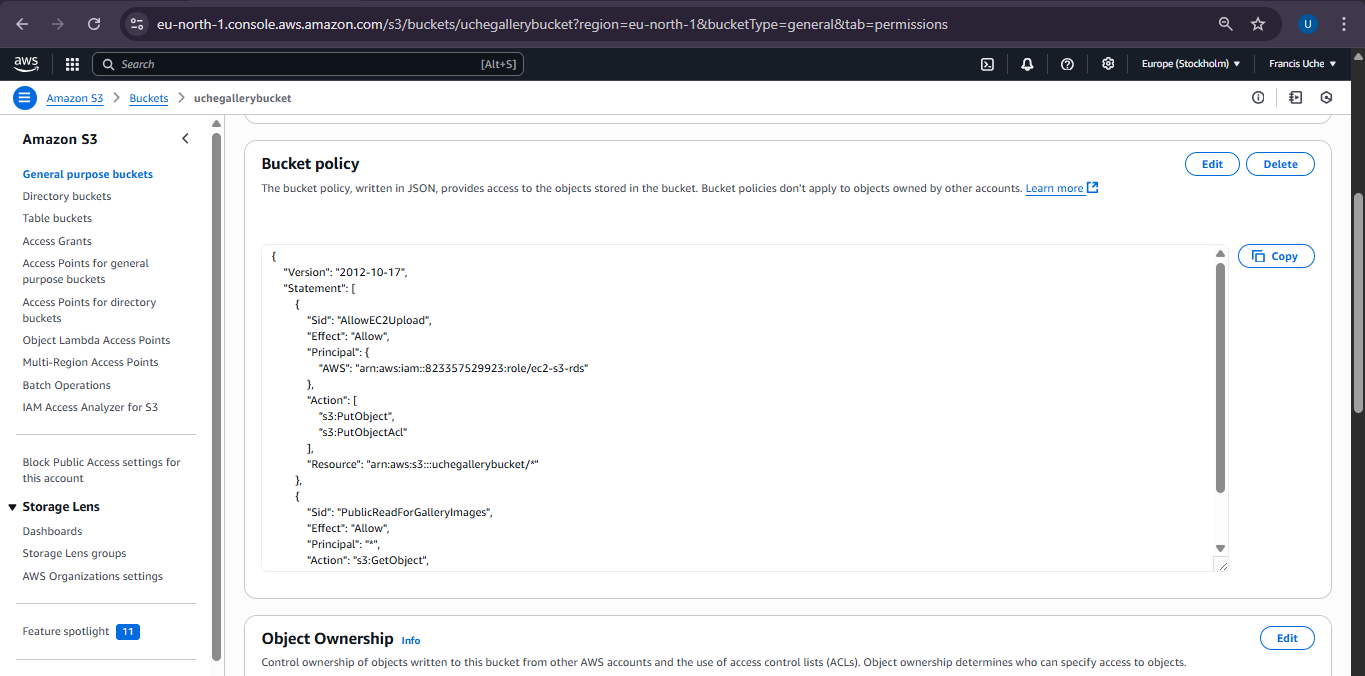 eu-north-1.console.aws.amazon.com/s3/buckets/uchegallerybucket?region=eu-north-1&bucketType=general&tab=permissions
U
aws
Search
[Alt+S]
Europe (Stockholm)
Francis Uche
Amazon S3
Buckets
uchegallerybucket
Amazon S3
General purpose buckets
Directory buckets
Table buckets
Access Grants
Access Points for general
purpose buckets
Access Points for directory
buckets
Object Lambda Access Points
Multi-Region Access Points
Batch Operations
IAM Access Analyzer for S3
Block Public Access settings for
this account
Storage Lens
Dashboards
Storage Lens groups
AWS Organizations settings
Feature spotlight 11
Bucket policy
Edit
Delete
The bucket policy, written in JSON, provides access to the objects stored in the bucket. Bucket policies don't apply to objects owned by other accounts. Learn more
Copy
{
"Version": "2012-10-17",
"Statement": [
{
"Sid": "AllowEC2Upload",
"Effect": "Allow",
"Principal": {
"AWS": "arn:aws:iam::823357529923:role/ec2-s3-rds"
},
"Action": [
"s3:PutObject",
"s3:PutObjectAcl"
],
"Resource": "arn:aws:s3:::uchegallerybucket/*"
},
{
"Sid": "PublicReadForGalleryImages",
"Effect": "Allow",
"Principal": "*",
"Action": "s3:GetObject",
Object Ownership Info
Edit
Control ownership of objects written to this bucket from other AWS accounts and the use of access control lists (ACLs). Object ownership determines who can specify access to objects.